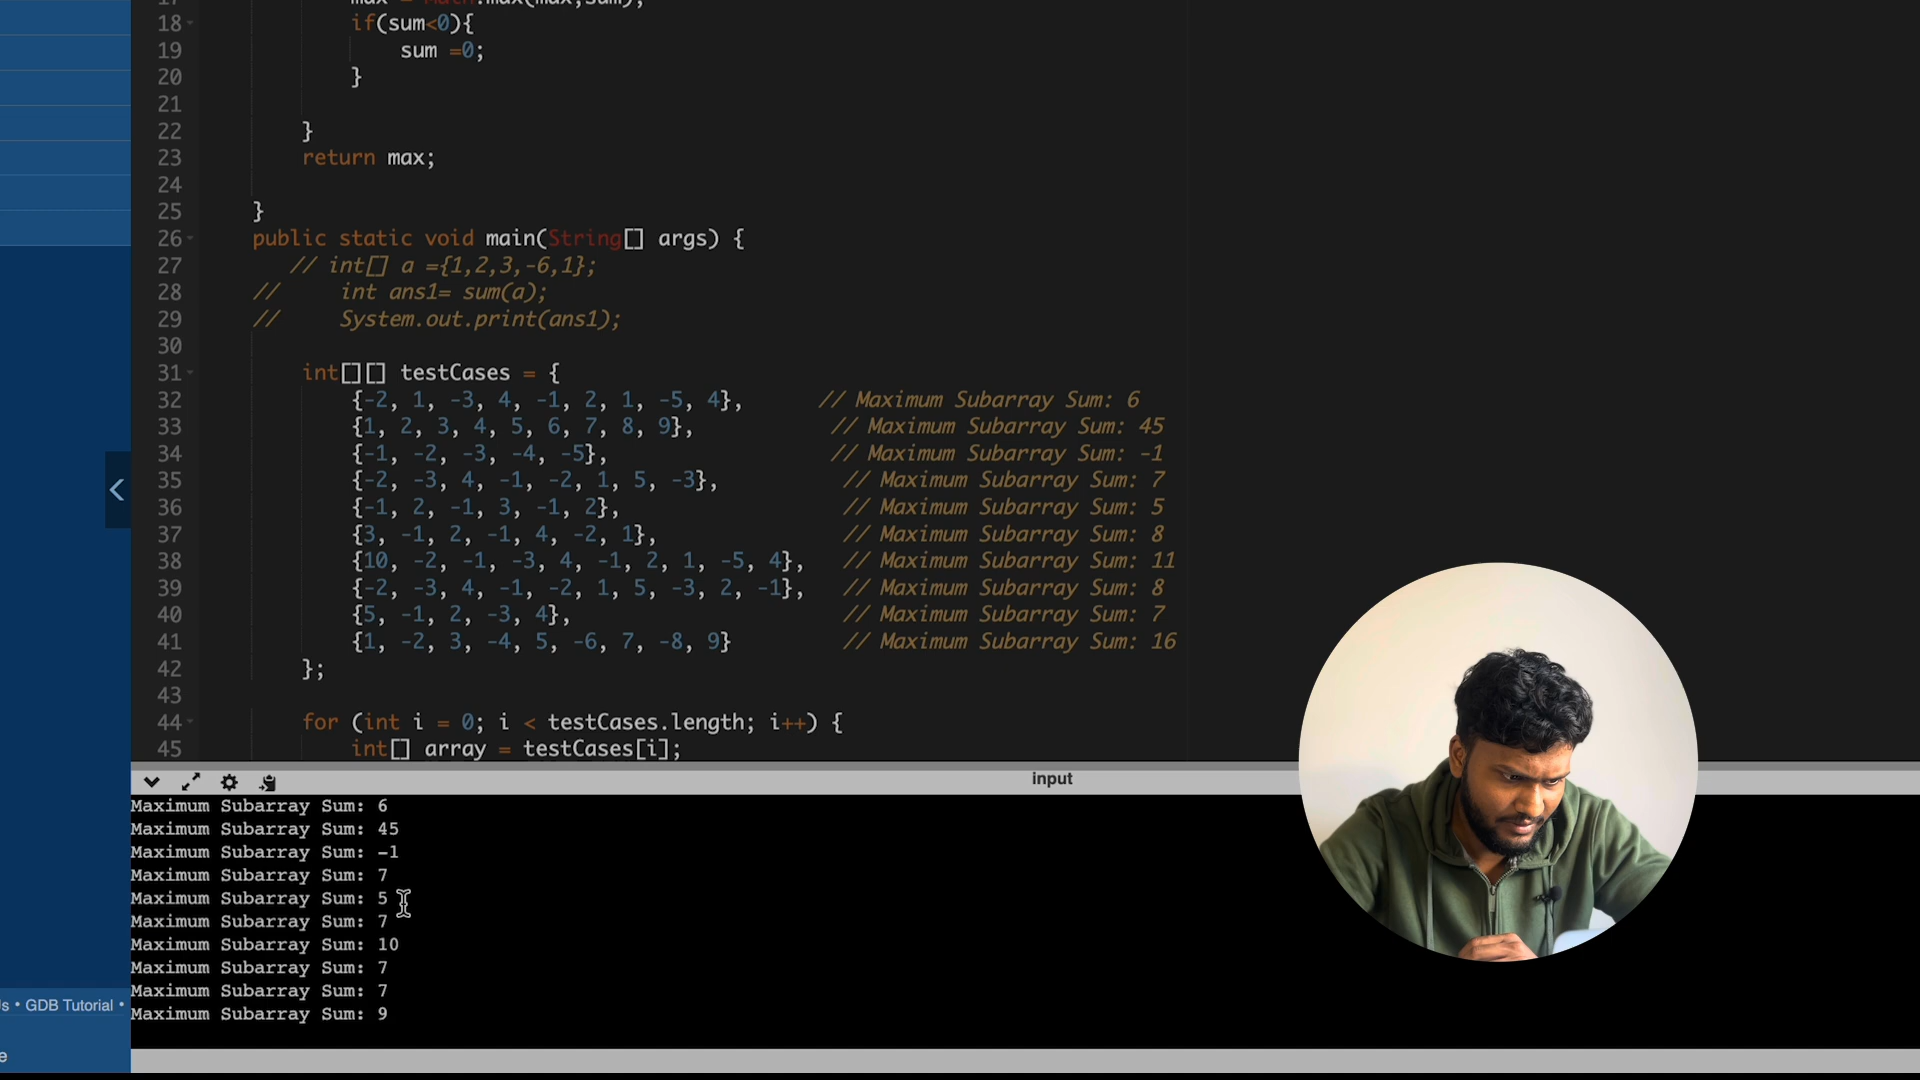 17 max = Math.max(max,sum);
18 if(sum<0){
19 sum =0;
20 }
21
22 }
23 return max;
24
25 }
26 public static void main(String[] args) {
27 // int[] a ={1,2,3,-6,1};
28 // int ans1= sum(a);
29 // System.out.print(ans1);
30
31 int[][] testCases = {
32 {-2, 1, -3, 4, -1, 2, 1, -5, 4}, // Maximum Subarray Sum: 6
33 {1, 2, 3, 4, 5, 6, 7, 8, 9}, // Maximum Subarray Sum: 45
34 {-1, -2, -3, -4, -5}, // Maximum Subarray Sum: -1
35 {-2, -3, 4, -1, -2, 1, 5, -3}, // Maximum Subarray Sum: 7
36 {-1, 2, -1, 3, -1, 2}, // Maximum Subarray Sum: 5
37 {3, -1, 2, -1, 4, -2, 1}, // Maximum Subarray Sum: 8
38 {10, -2, -1, -3, 4, -1, 2, 1, -5, 4}, // Maximum Subarray Sum: 11
39 {-2, -3, 4, -1, -2, 1, 5, -3, 2, -1}, // Maximum Subarray Sum: 8
40 {5, -1, 2, -3, 4}, // Maximum Subarray Sum: 7
41 {1, -2, 3, -4, 5, -6, 7, -8, 9} // Maximum Subarray Sum: 16
42 };
43
44 for (int i = 0; i < testCases.length; i++) {
45 int[] array = testCases[i];
input
Maximum Subarray Sum: 6
Maximum Subarray Sum: 45
Maximum Subarray Sum: -1
Maximum Subarray Sum: 7
Maximum Subarray Sum: 5
Maximum Subarray Sum: 7
Maximum Subarray Sum: 10
Maximum Subarray Sum: 7
Maximum Subarray Sum: 7
Maximum Subarray Sum: 9
s • GDB Tutorial •
e